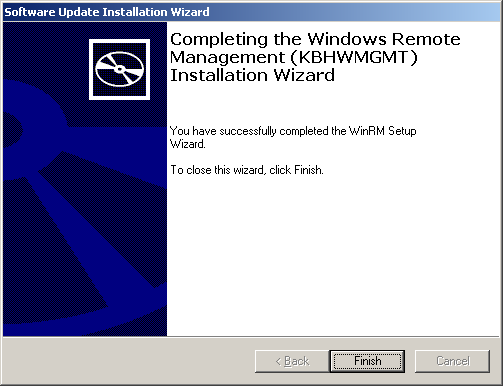 Software Update Installation Wizard
Completing the Windows Remote
Management (KBHWMGMT)
Installation Wizard
You have successfully completed the WinRM Setup
Wizard.
To close this wizard, click Finish.
< Back
Finish
Cancel